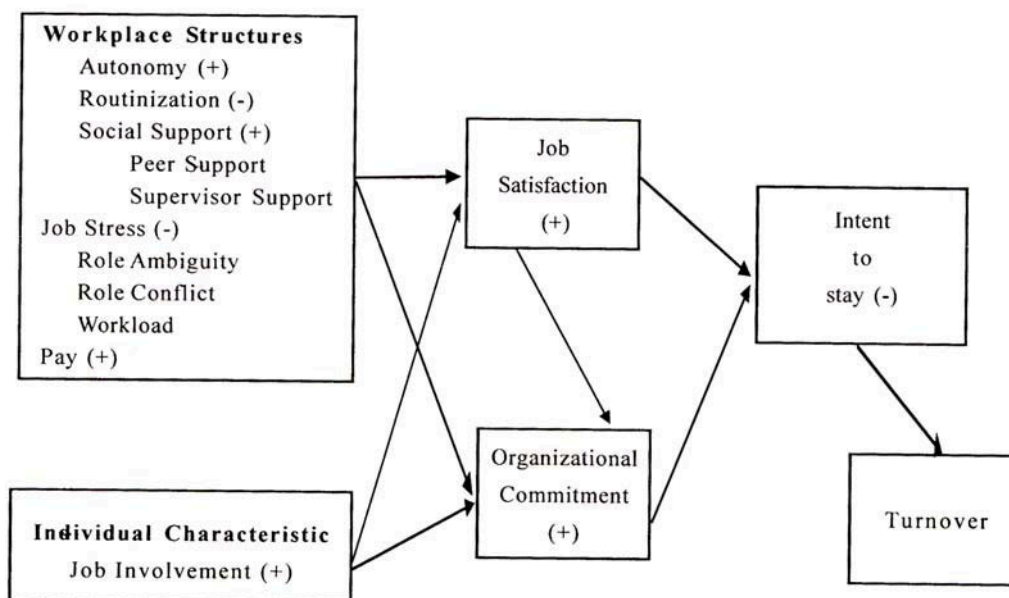 Workplace Structures
Autonomy (+)
Routinization (-)
Social Support (+)
Peer Support
Supervisor Support
Job Stress (-)
Role Ambiguity
Role Conflict
Workload
Pay (+)
Individual Characteristic
Job Involvement (+)
Job
Satisfaction
(+)
Organizational
Commitment
(+)
Intent
to
stay (-)
Turnover